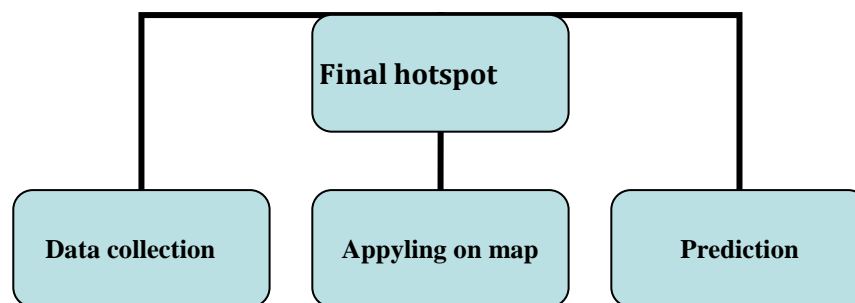 Final hotspot
Data collection
Appyling on map
Prediction